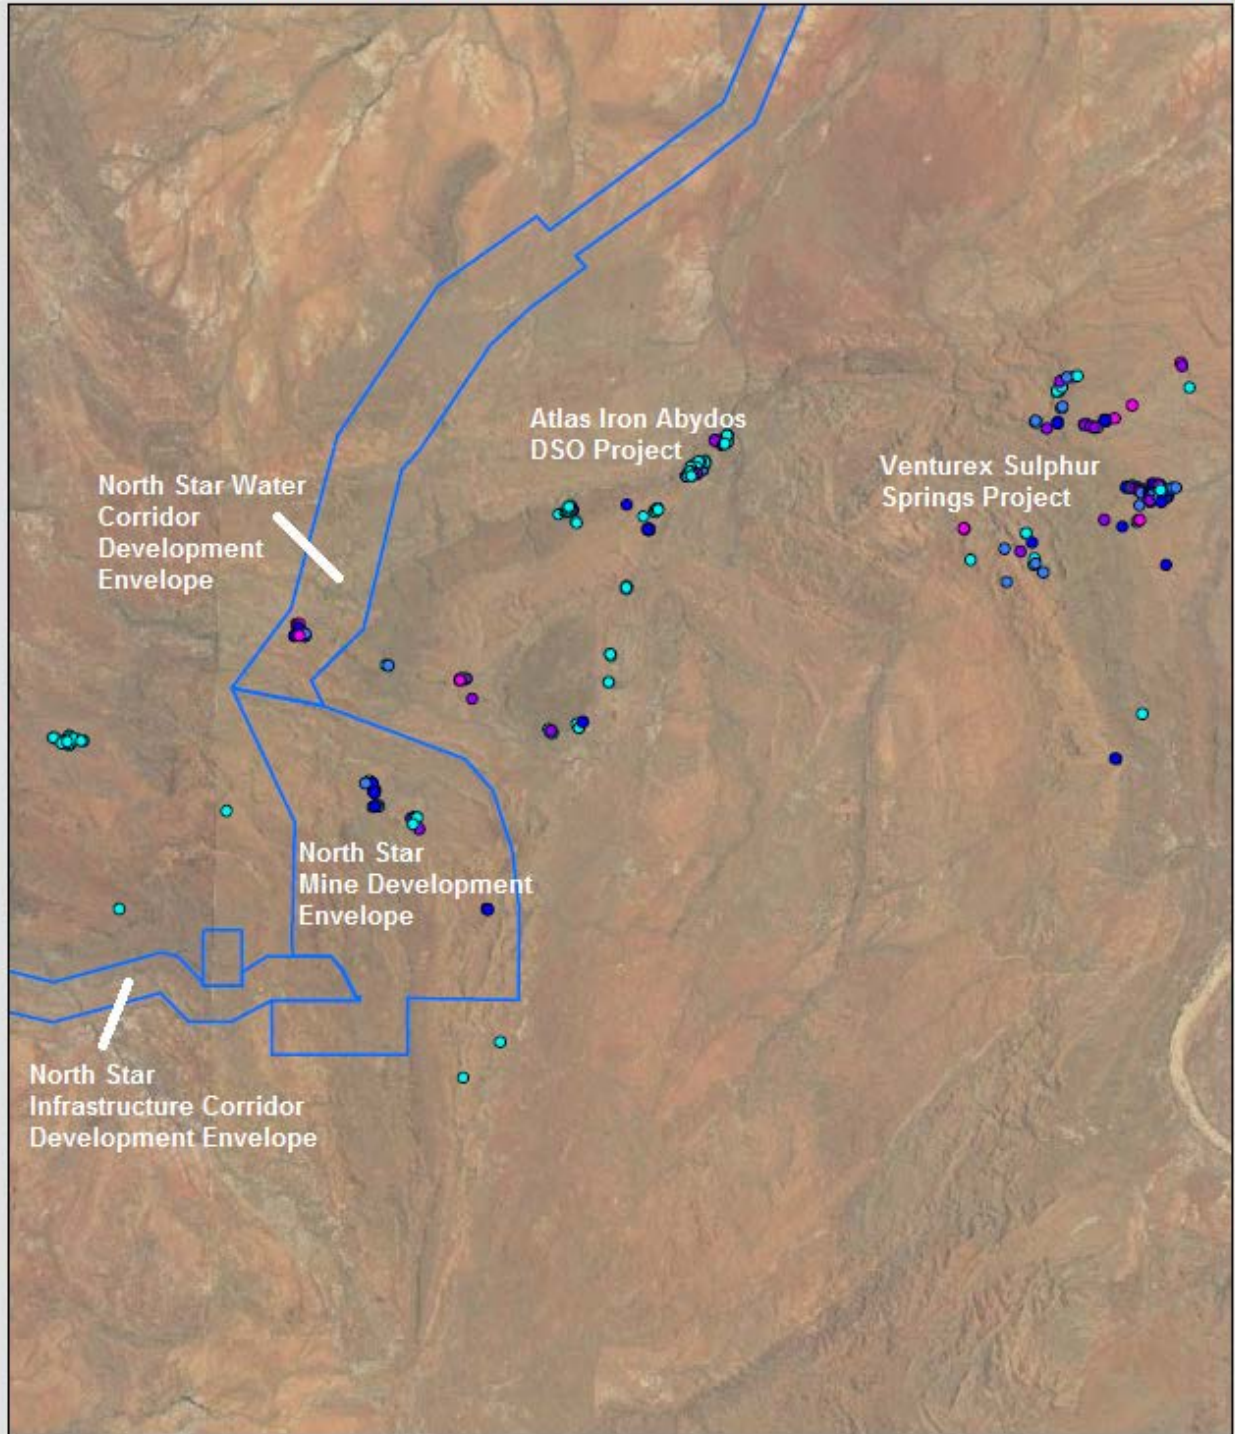 Atlas Iron Abydos
DSO Project
Venturex Sulphur
Springs Project
North Star Water
Corridor
Development
Envelope
North Star
Mine Development
Envelope
North Star
Infrastructure Corridor
Development Envelope